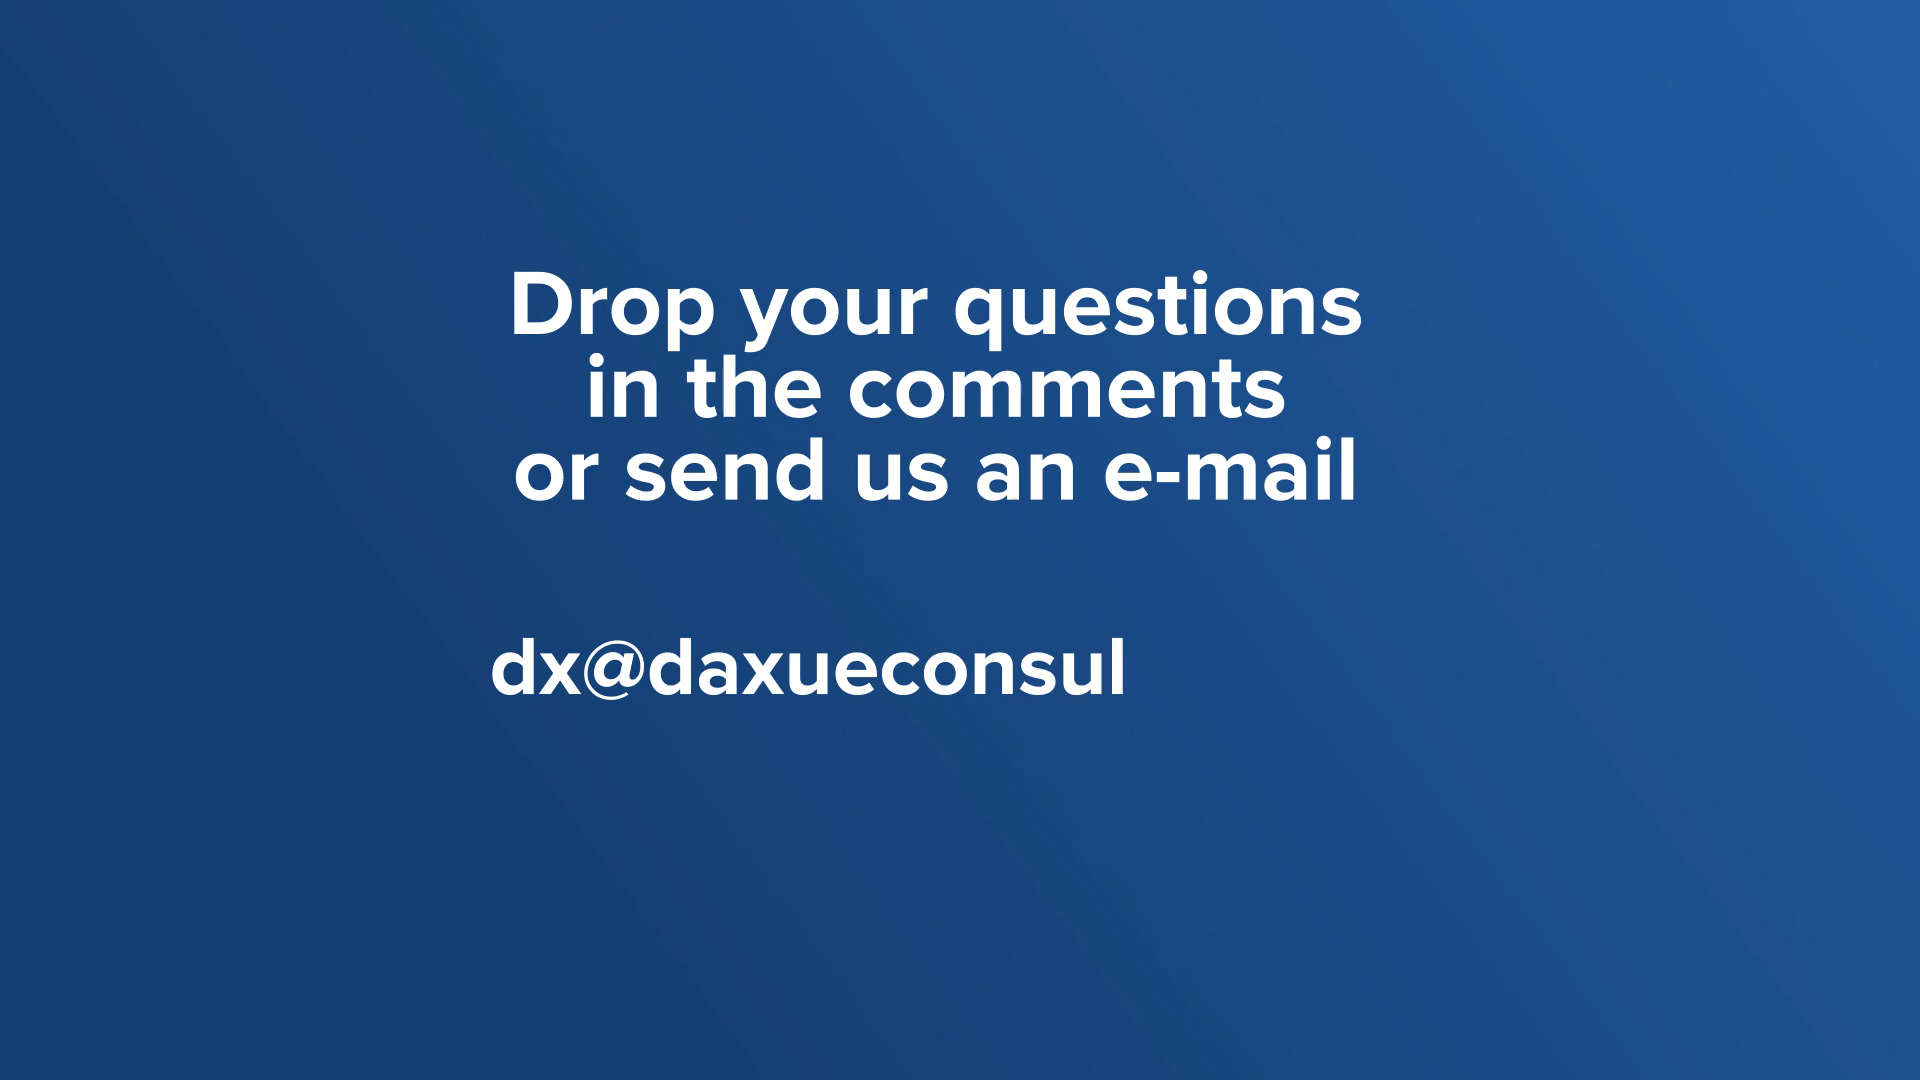 Drop your questions
in the comments
or send us an e-mail
dx@daxueconsul